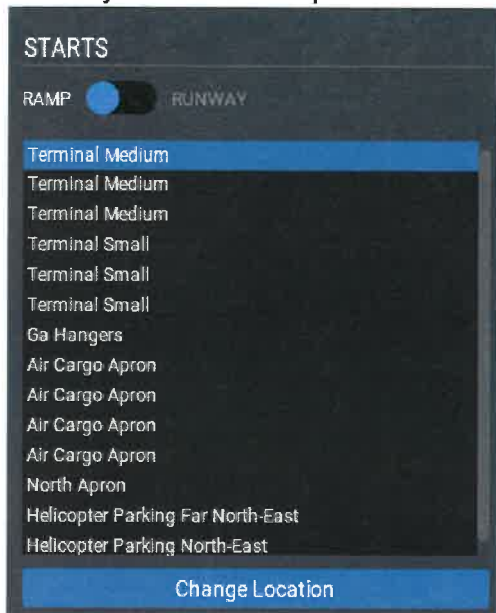 STARTS
RAMP RUNWAY
Terminal Medium
Terminal Medium
Terminal Medium
Terminal Small
Terminal Small
Terminal Small
Ga Hangers
Air Cargo Apron
Air Cargo Apron
Air Cargo Apron
Air Cargo Apron
North Apron
Helicopter Parking Far North-East
Helicopter Parking North-East
Change Location